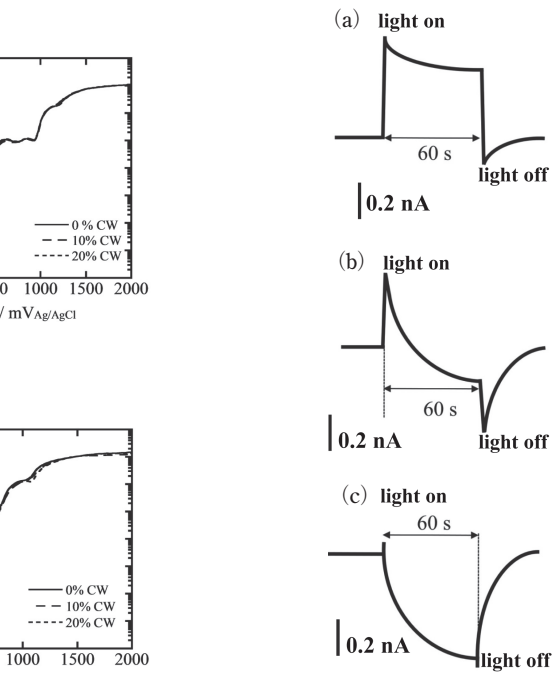 0 % CW
10% CW
20% CW
0 1000 1500 2000
/ mVAg/AgCl
0% CW
10% CW
20% CW
1000 1500 2000
(a) light on
60 s
light off
0.2 nA
(b) light on
60 s
0.2 nA
light off
(c) light on
60 s
0.2 nA
light off